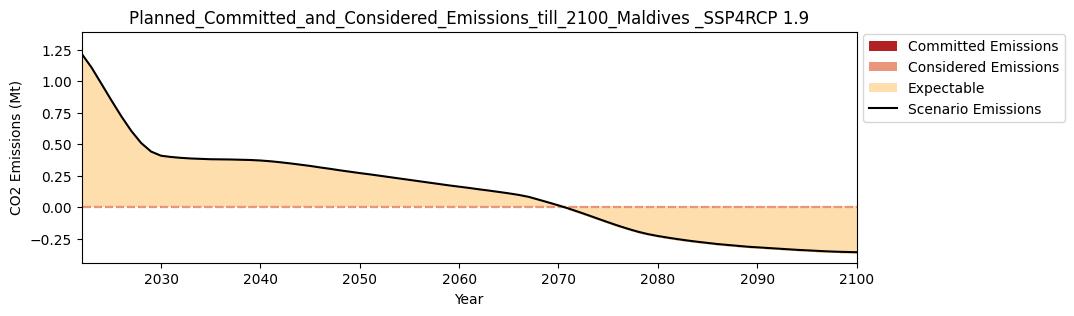 Planned_Committed_and_Considered_Emissions_till_2100_Maldives _SSP4RCP 1.9
Committed Emissions
Considered Emissions
Expectable
Scenario Emissions
CO2 Emissions (Mt)
1.25
1.00
0.75
0.50
0.25
0.00
−0.25
2030 2040 2050 2060 2070 2080 2090 2100
Year